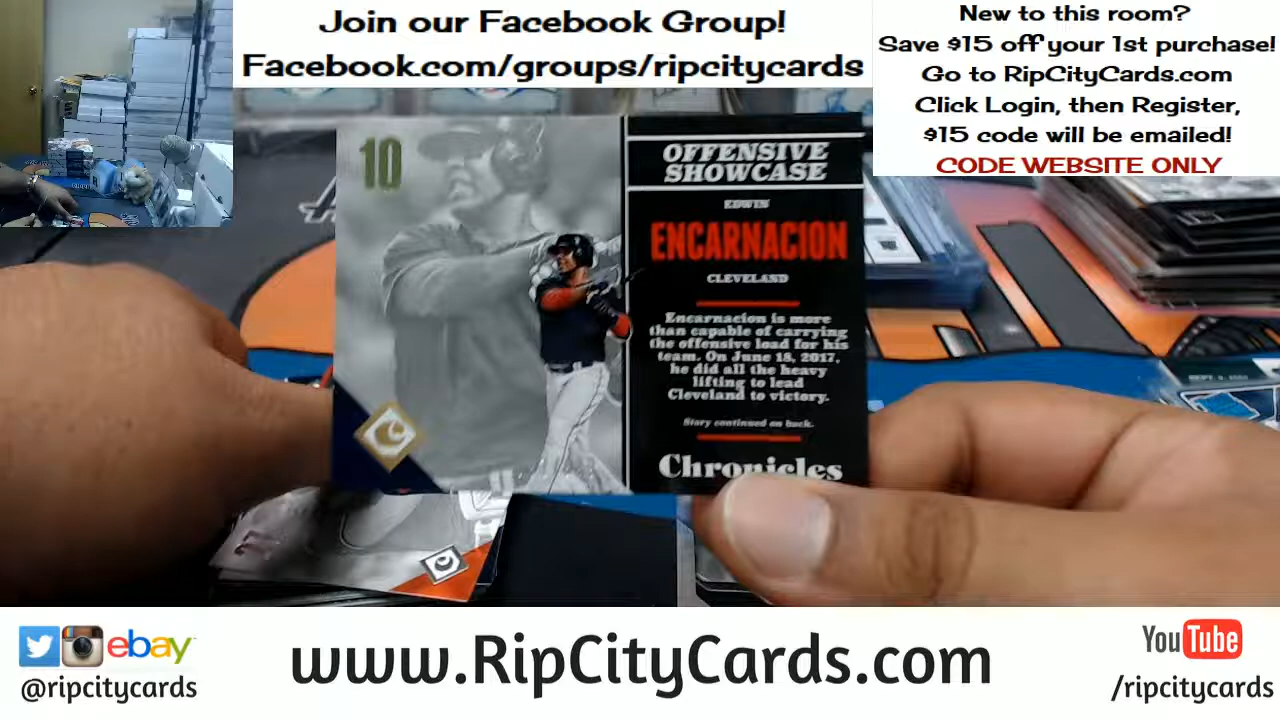 Join our Facebook Group!
Facebook.com/groups/ripcitycards
New to this room?
Save $15 off your 1st purchase!
Go to RipCityCards.com
Click Login, then Register,
$15 code will be emailed!
CODE WEBSITE ONLY
10
OFFENSIVE
SHOWCASE
EDWIN
ENCARNACION
CLEVELAND
Encarnacion is more
than capable of carrying
the offensive load for his
team. On June 18, 2017,
he did all the heavy
lifting to lead
Cleveland to victory.
Story continued on back.
Chronicles
ebay
@ripcitycards
www.RipCityCards.com
YouTube
/ripcitycards